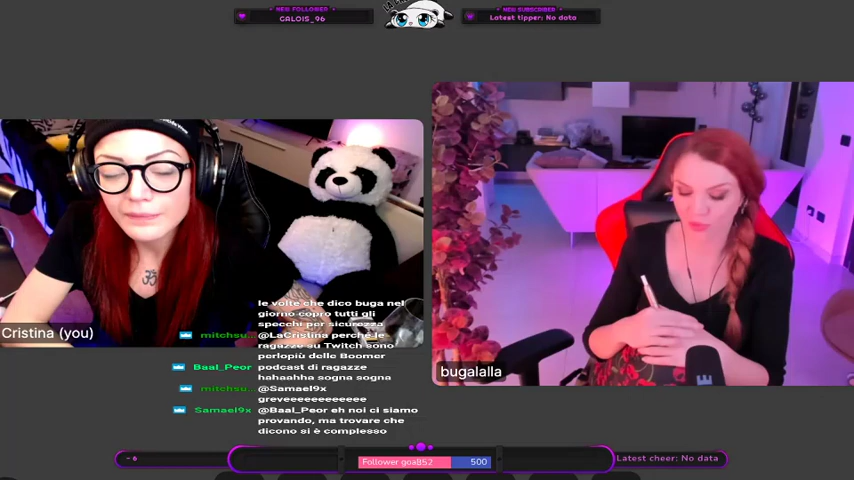 NEW FOLLOWER
GALOIS_96
NEW SUBSCRIBER
Latest tipper: No data
Cristina (you)
bugalalla
le volte che dico buga nel
giorno copro tutti gli
specchi per sicurezza
mitchsu...
@LaCristina perchè le
ragazze su Twitch sono
perlopiù delle Boomer
Baal_Peor
podcast di ragazze
hahaahha sogna sogna
mitchsu...
@Samael9x
greveeeeeeeeeeee
Samael9x
@Baal_Peor eh noi ci siamo
provando, ma trovare che
dicono si è complesso
- 6
Follower goal
852
500
Latest cheer: No data